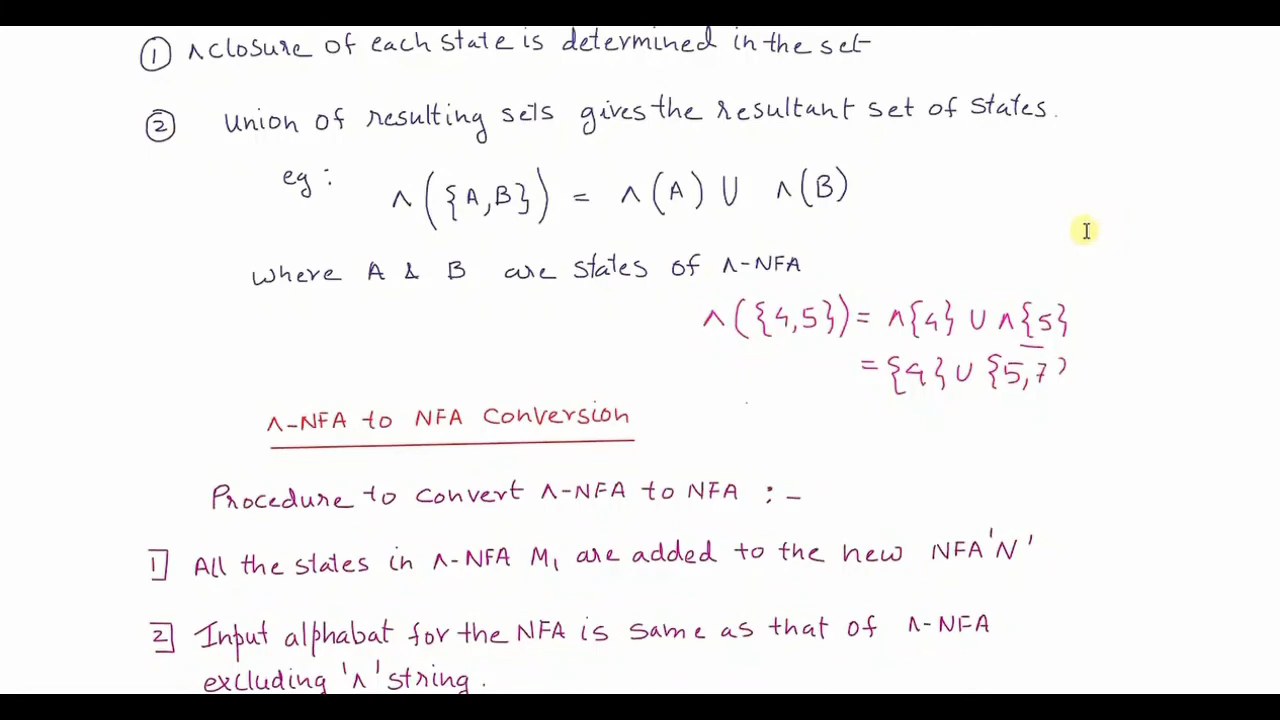 ① ʌ closure of each state is determined in the set
② union of resulting sets gives the resultant set of states.
eg : ʌ({A,B}) = ʌ(A) ∪ ʌ(B)
where A & B are states of ʌ-NFA
ʌ({4,5}) = ʌ{4} ∪ ʌ{5}
= {4} ∪ {5,7)
ʌ-NFA to NFA Conversion
Procedure to convert ʌ-NFA to NFA : -
1] All the states in ʌ-NFA M₁ are added to the new NFA 'N'
2] Input alphabat for the NFA is same as that of ʌ-NFA
excluding 'ʌ' string.